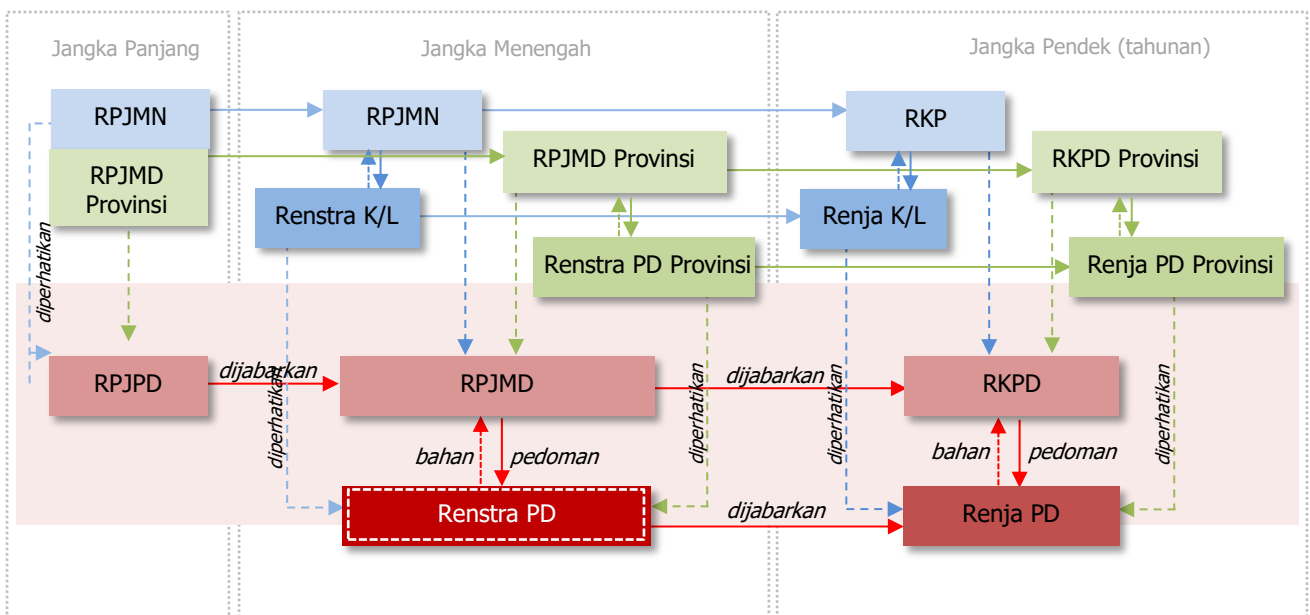 Jangka Panjang
Jangka Menengah
Jangka Pendek (tahunan)
RPJMN
RPJMN
RKP
RPJMD
Provinsi
RPJMD Provinsi
RKPD Provinsi
Renstra K/L
Renja K/L
Renstra PD Provinsi
Renja PD Provinsi
diperhatikan
RPJPD
dijabarkan
RPJMD
dijabarkan
RKPD
diperhatikan
diperhatikan
diperhatikan
diperhatikan
bahan
pedoman
bahan
pedoman
Renstra PD
dijabarkan
Renja PD